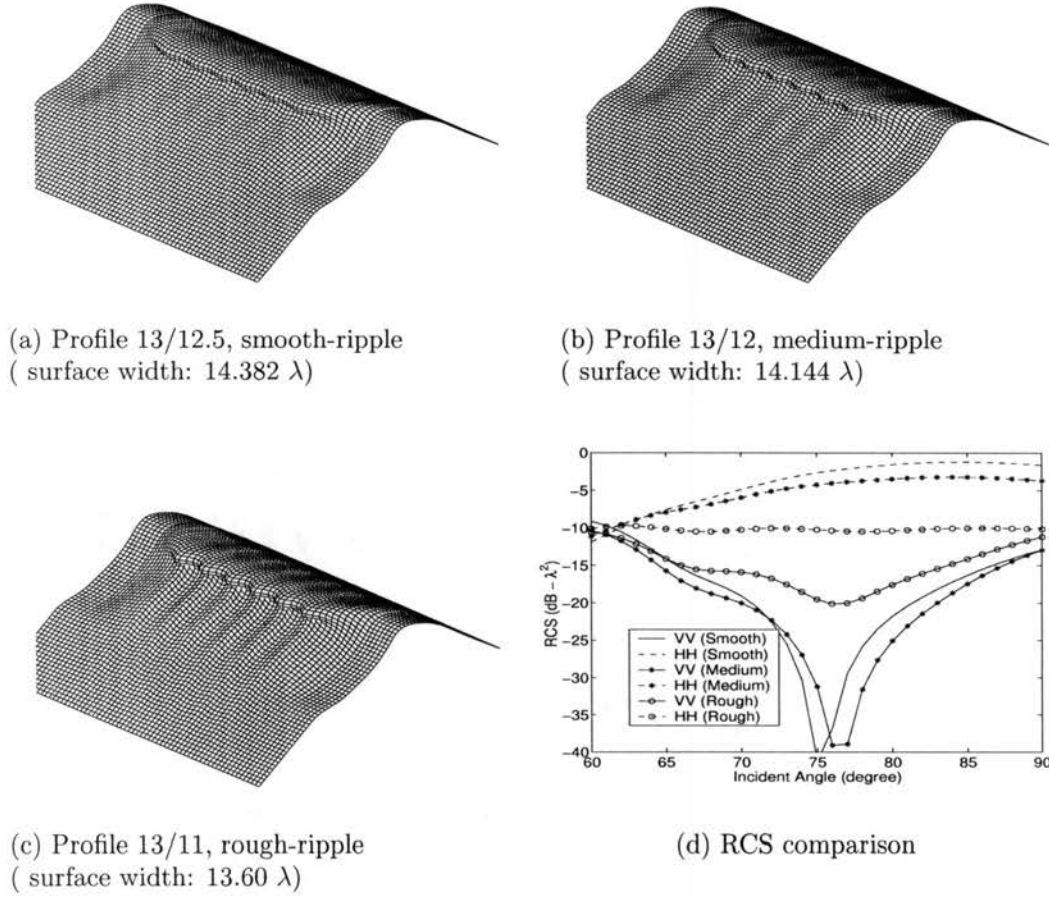 (a) Profile 13/12.5, smooth-ripple
( surface width: 14.382 λ)
(b) Profile 13/12, medium-ripple
( surface width: 14.144 λ)
(c) Profile 13/11, rough-ripple
( surface width: 13.60 λ)
0
−5
−10
−15
−20
−25
−30
−35
−40
RCS (dB − λ²)
VV (Smooth)
HH (Smooth)
VV (Medium)
HH (Medium)
VV (Rough)
HH (Rough)
60 65 70 75 80 85 90
Incident Angle (degree)
(d) RCS comparison